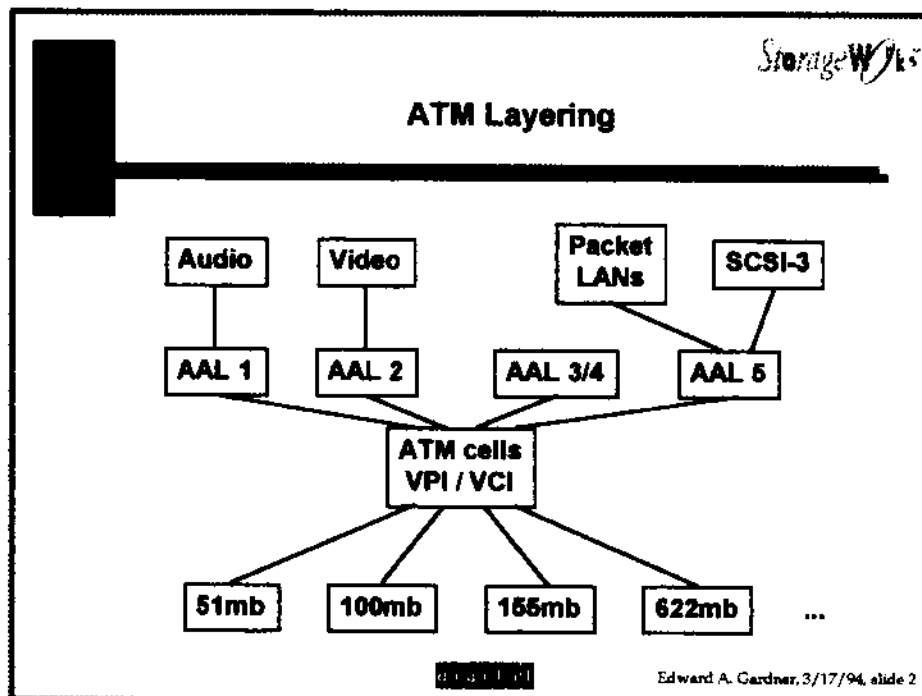 StorageWorks
ATM Layering
Audio
Video
Packet
LANs
SCSI-3
AAL 1
AAL 2
AAL 3/4
AAL 5
ATM cells
VPI / VCI
51mb
100mb
155mb
622mb
...
digital
Edward A. Gardner, 3/17/94, slide 2